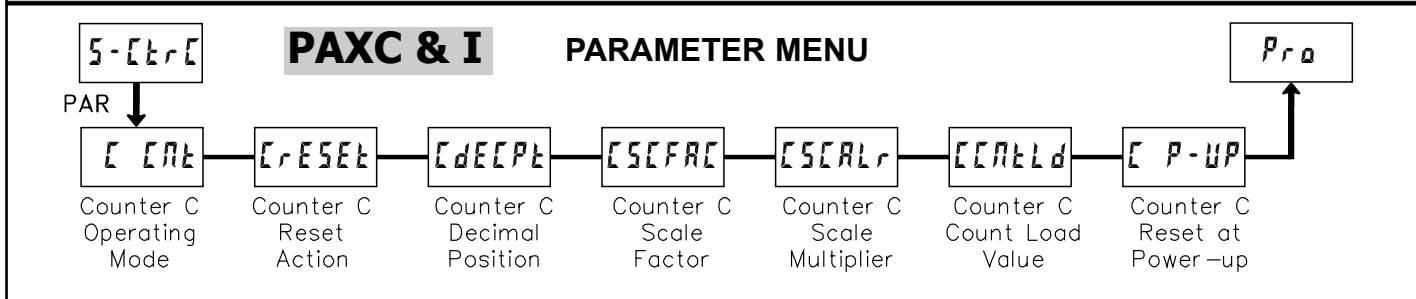 5-CtrC
PAXC & I PARAMETER MENU
Pro
PAR
C CNt
CrESEt
CdECPt
CSCFAC
CSCALr
CCNtLd
C P-UP
Counter C
Operating
Mode
Counter C
Reset
Action
Counter C
Decimal
Position
Counter C
Scale
Factor
Counter C
Scale
Multiplier
Counter C
Count Load
Value
Counter C
Reset at
Power-up